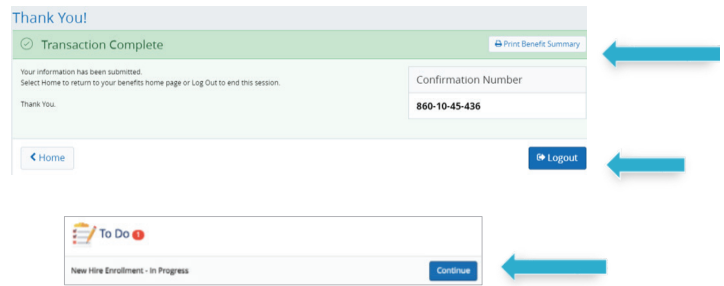 Thank You!
Transaction Complete
Print Benefit Summary
Your information has been submitted.
Select Home to return to your benefits home page or Log Out to end this session.
Thank You.
Confirmation Number
860-10-45-436
Home
Logout
To Do 1
New Hire Enrollment - In Progress
Continue